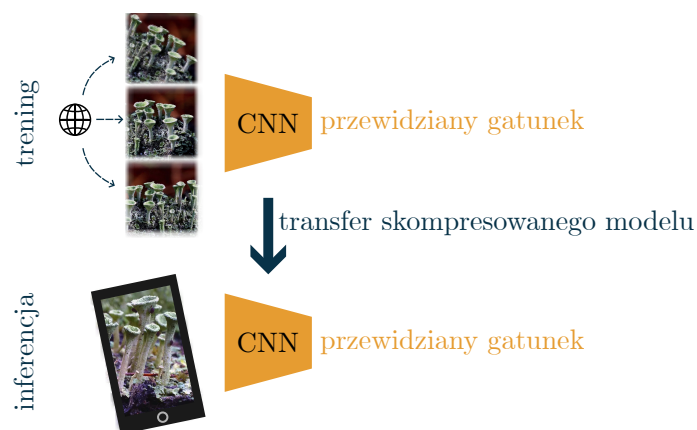 trening
CNN
przewidziany gatunek
transfer skompresowanego modelu
inferencja
CNN
przewidziany gatunek